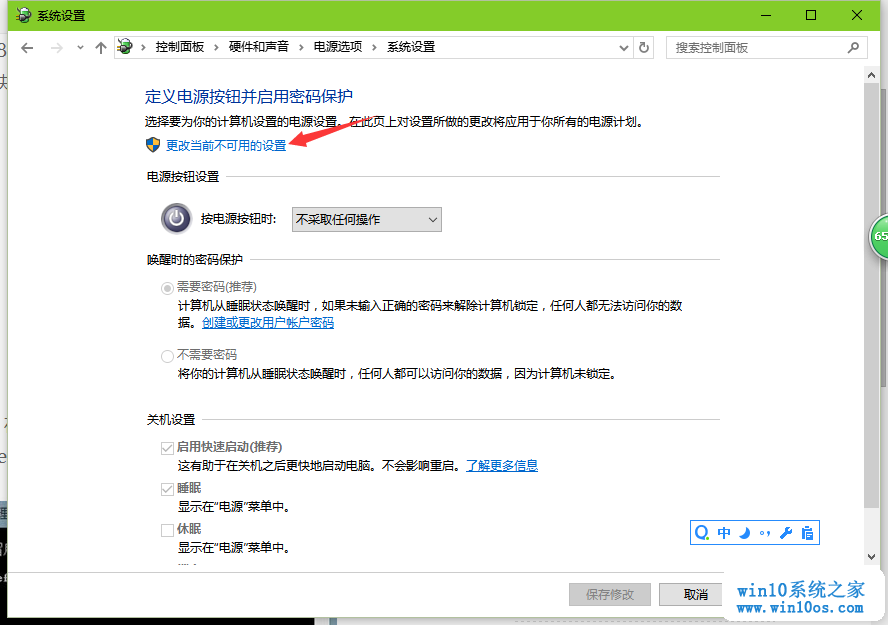 系统设置
控制面板 硬件和声音 电源选项 系统设置
搜索控制面板
定义电源按钮并启用密码保护
选择要为你的计算机设置的电源设置。在此页上对设置所做的更改将应用于你所有的电源计划。
更改当前不可用的设置
电源按钮设置
按电源按钮时:
不采取任何操作
唤醒时的密码保护
需要密码(推荐)
计算机从睡眠状态唤醒时，如果未输入正确的密码来解除计算机锁定，任何人都无法访问你的数
据。创建或更改用户帐户密码
不需要密码
将你的计算机从睡眠状态唤醒时，任何人都可以访问你的数据，因为计算机未锁定。
关机设置
启用快速启动(推荐)
这有助于在关机之后更快地启动电脑。不会影响重启。了解更多信息
睡眠
显示在“电源”菜单中。
休眠
显示在“电源”菜单中。
中
保存修改
取消
65
win10系统之家
www.win10os.com